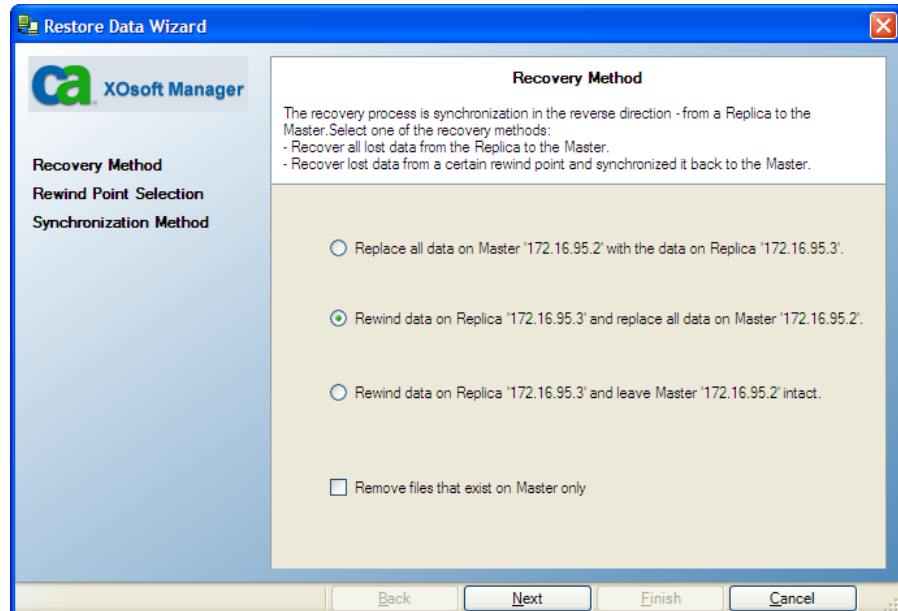 Restore Data Wizard
ca
XOsoft Manager
Recovery Method
Rewind Point Selection
Synchronization Method
Recovery Method
The recovery process is synchronization in the reverse direction - from a Replica to the
Master.Select one of the recovery methods:
- Recover all lost data from the Replica to the Master.
- Recover lost data from a certain rewind point and synchronized it back to the Master.
Replace all data on Master '172.16.95.2' with the data on Replica '172.16.95.3'.
Rewind data on Replica '172.16.95.3' and replace all data on Master '172.16.95.2'.
Rewind data on Replica '172.16.95.3' and leave Master '172.16.95.2' intact.
Remove files that exist on Master only
Back
Next
Finish
Cancel